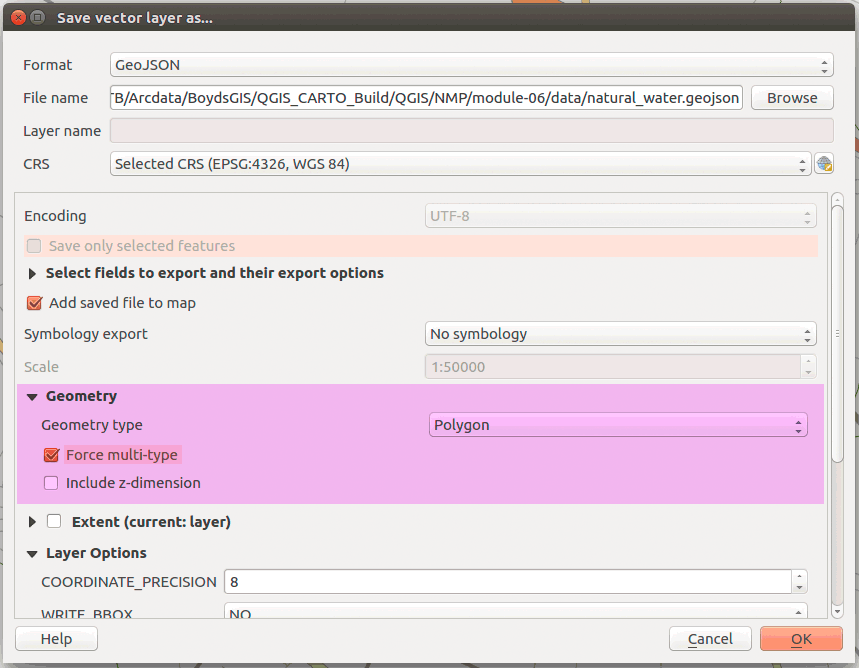 Save vector layer as...
Format GeoJSON
File name TB/Arcdata/BoydsGIS/QGIS_CARTO_Build/QGIS/NMP/module-06/data/natural_water.geojson Browse
Layer name
CRS Selected CRS (EPSG:4326, WGS 84)
Encoding UTF-8
Save only selected features
Select fields to export and their export options
Add saved file to map
Symbology export No symbology
Scale 1:50000
Geometry
Geometry type Polygon
Force multi-type
Include z-dimension
Extent (current: layer)
Layer Options
COORDINATE_PRECISION 8
WRITE_BBOX NO
Help Cancel OK